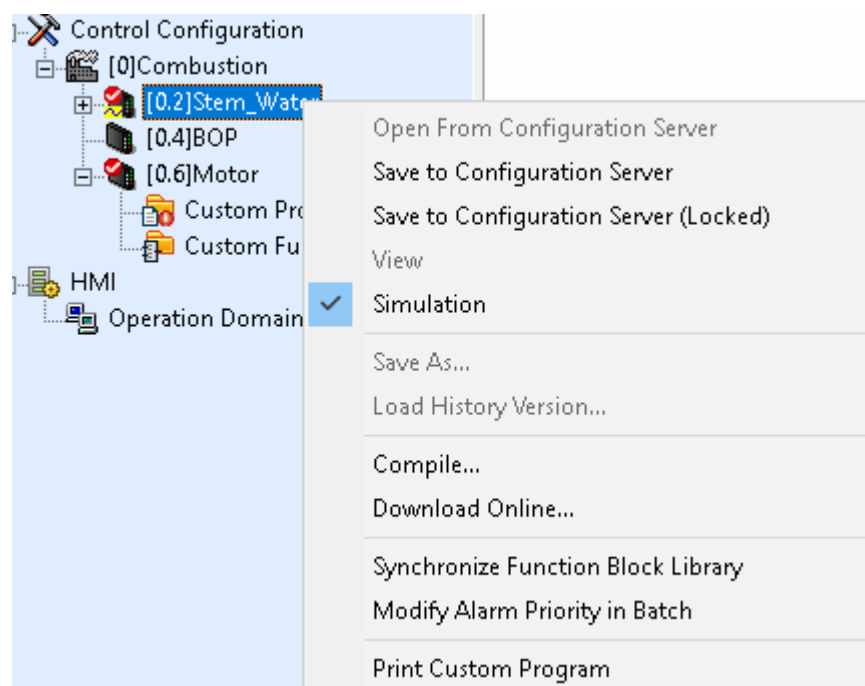 Control Configuration
[0]Combustion
[0.2]Stem_Water
[0.4]BOP
[0.6]Motor
Custom Pro
Custom Fu
HMI
Operation Domain
Open From Configuration Server
Save to Configuration Server
Save to Configuration Server (Locked)
View
Simulation
Save As...
Load History Version...
Compile...
Download Online...
Synchronize Function Block Library
Modify Alarm Priority in Batch
Print Custom Program